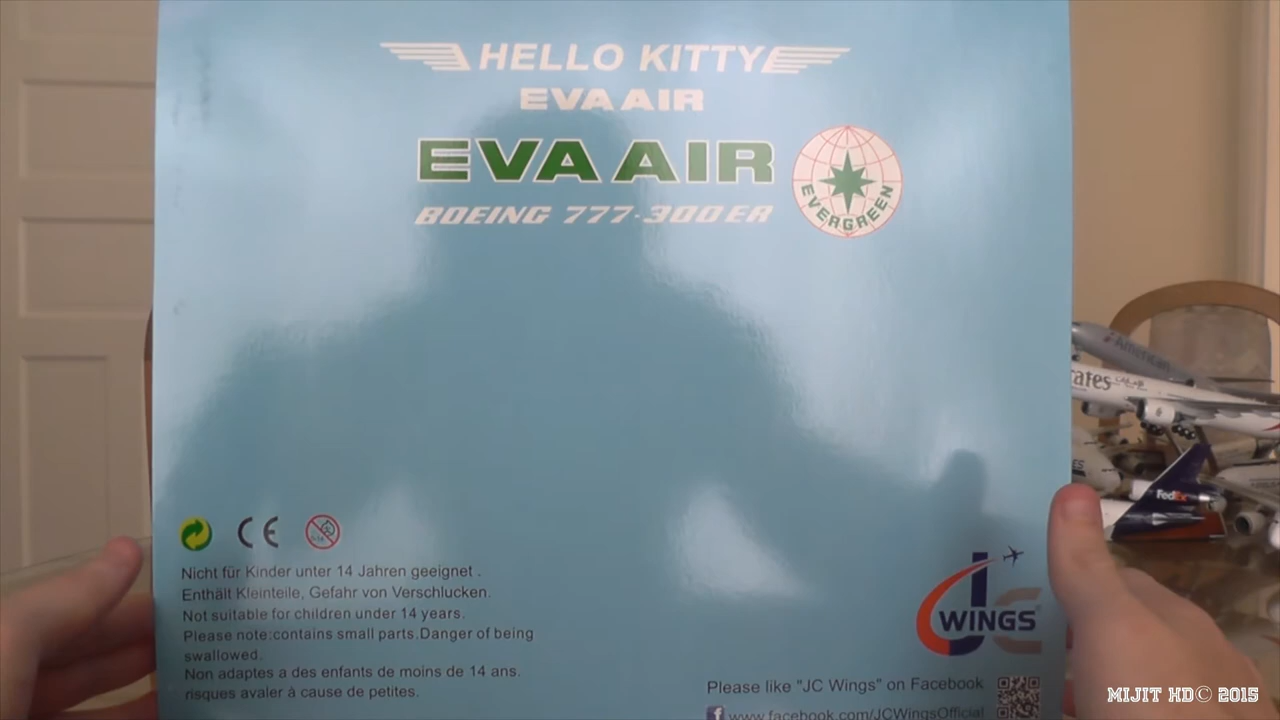 HELLO KITTY
EVA AIR
EVA AIR
BOEING 777-300ER
EVERGREEN
American
rates
FedEx
CE
Nicht für Kinder unter 14 Jahren geeignet .
Enthält Kleinteile, Gefahr von Verschlucken.
Not suitable for children under 14 years.
Please note:contains small parts.Danger of being
swallowed.
Non adaptes a des enfants de moins de 14 ans.
risques avaler à cause de petites.
JC
WINGS
Please like "JC Wings" on Facebook
www.facebook.com/JCWingsOfficial
MIJIT HD© 2015